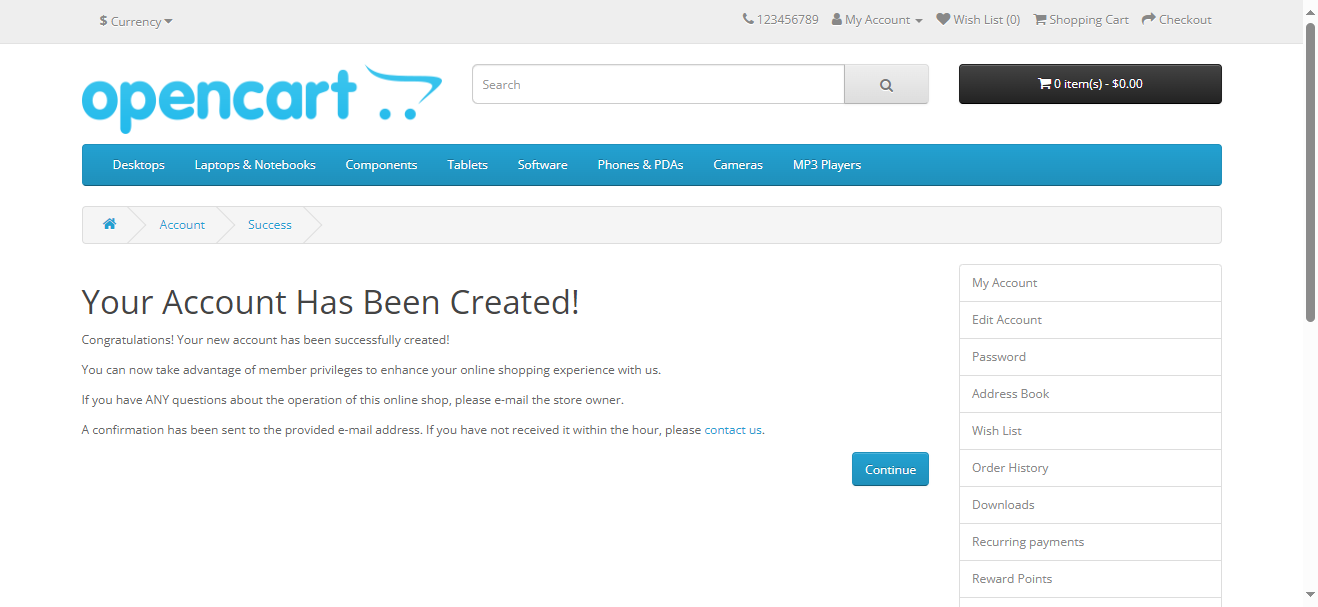 $ Currency
123456789 My Account Wish List (0) Shopping Cart Checkout
opencart
Search
0 item(s) - $0.00
Desktops Laptops & Notebooks Components Tablets Software Phones & PDAs Cameras MP3 Players
Account Success
Your Account Has Been Created!
Congratulations! Your new account has been successfully created!
You can now take advantage of member privileges to enhance your online shopping experience with us.
If you have ANY questions about the operation of this online shop, please e-mail the store owner.
A confirmation has been sent to the provided e-mail address. If you have not received it within the hour, please contact us.
Continue
My Account
Edit Account
Password
Address Book
Wish List
Order History
Downloads
Recurring payments
Reward Points